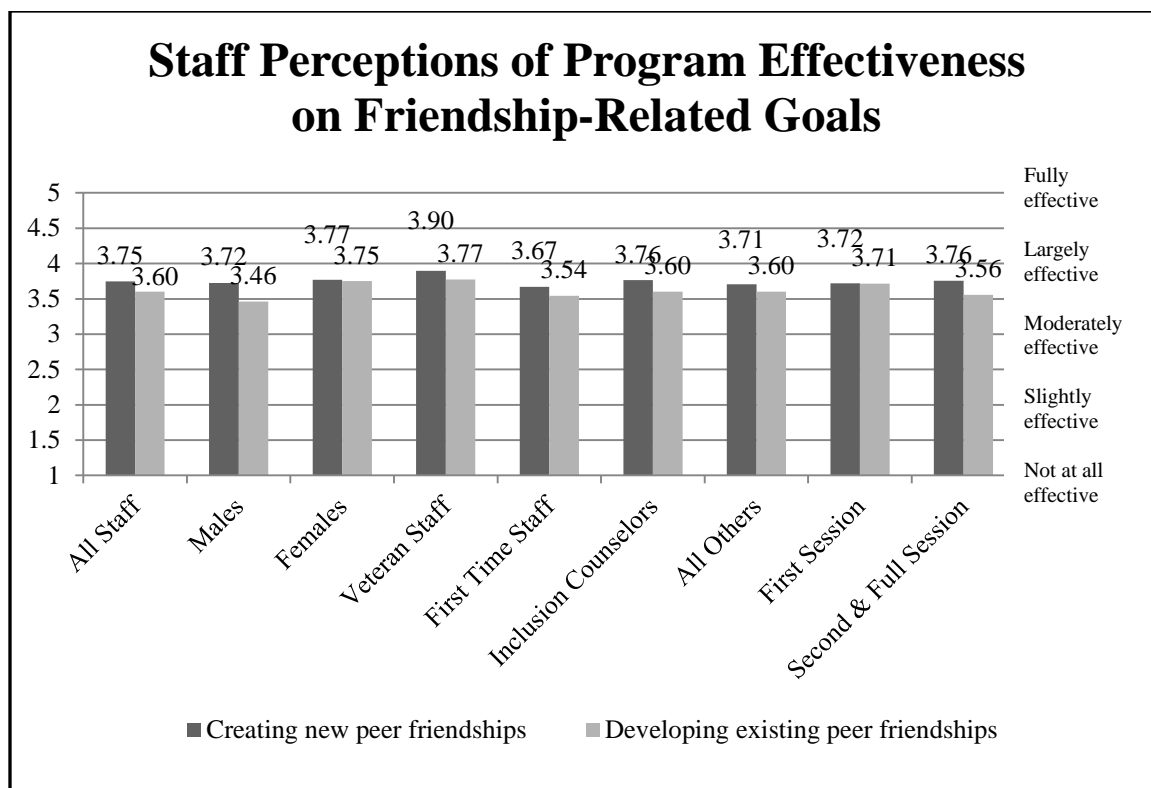 Staff Perceptions of Program Effectiveness
on Friendship-Related Goals
5
4.5
4
3.5
3
2.5
2
1.5
1
3.75
3.60
3.72
3.46
3.77
3.75
3.90
3.77
3.67
3.54
3.76
3.60
3.71
3.60
3.72
3.71
3.76
3.56
Fully
effective
Largely
effective
Moderately
effective
Slightly
effective
Not at all
effective
All Staff
Males
Females
Veteran Staff
First Time Staff
Inclusion Counselors
All Others
First Session
Second & Full Session
Creating new peer friendships
Developing existing peer friendships